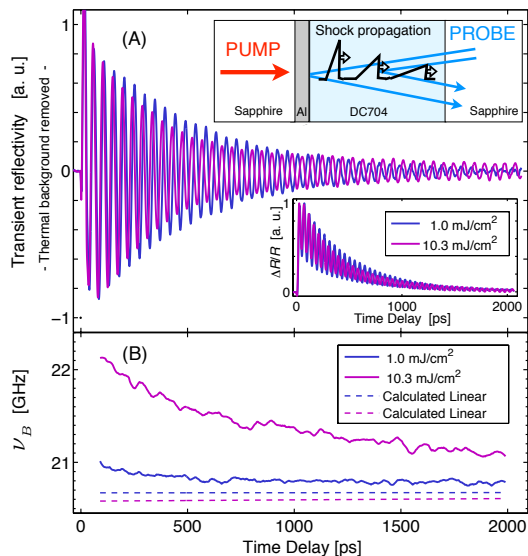 (A)
Transient reflectivity [a. u.]
- Thermal background removed -
1
0
−1
PUMP
Shock propagation
PROBE
Sapphire
Al
DC704
Sapphire
ΔR/R [a. u.]
1
0
1.0 mJ/cm²
10.3 mJ/cm²
0
1000
2000
Time Delay [ps]
(B)
ν_B [GHz]
22
21
1.0 mJ/cm²
10.3 mJ/cm²
Calculated Linear
Calculated Linear
0
500
1000
1500
2000
Time Delay [ps]